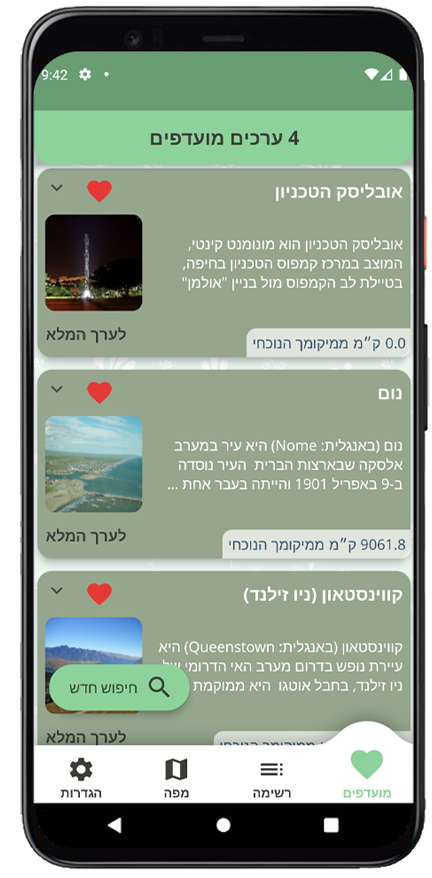 9:42
4 ערכים מועדפים
אובליסק הטכניון
אובליסק הטכניון הוא מונומנט קינטי,
המוצב במרכז קמפוס הטכניון בחיפה,
בטיילת לב הקמפוס מול בניין "אולמן"
לערך המלא
0.0 ק״מ ממיקומך הנוכחי
נום
נום (באנגלית: Nome) היא עיר במערב
אלסקה שבארצות הברית העיר נוסדה
ב-9 באפריל 1901 והייתה בעבר אחת ...
לערך המלא
9061.8 ק״מ ממיקומך הנוכחי
קווינסטאון (ניו זילנד)
קווינסטאון (באנגלית: Queenstown) היא
עיירת נופש בדרום מערב האי הדרומי של
ניו זילנד, בחבל אוטגו היא ממוקמת
חיפוש חדש
לערך המלא
ק״מ ממיקומך הנוכחי
מועדפים
רשימה
מפה
הגדרות